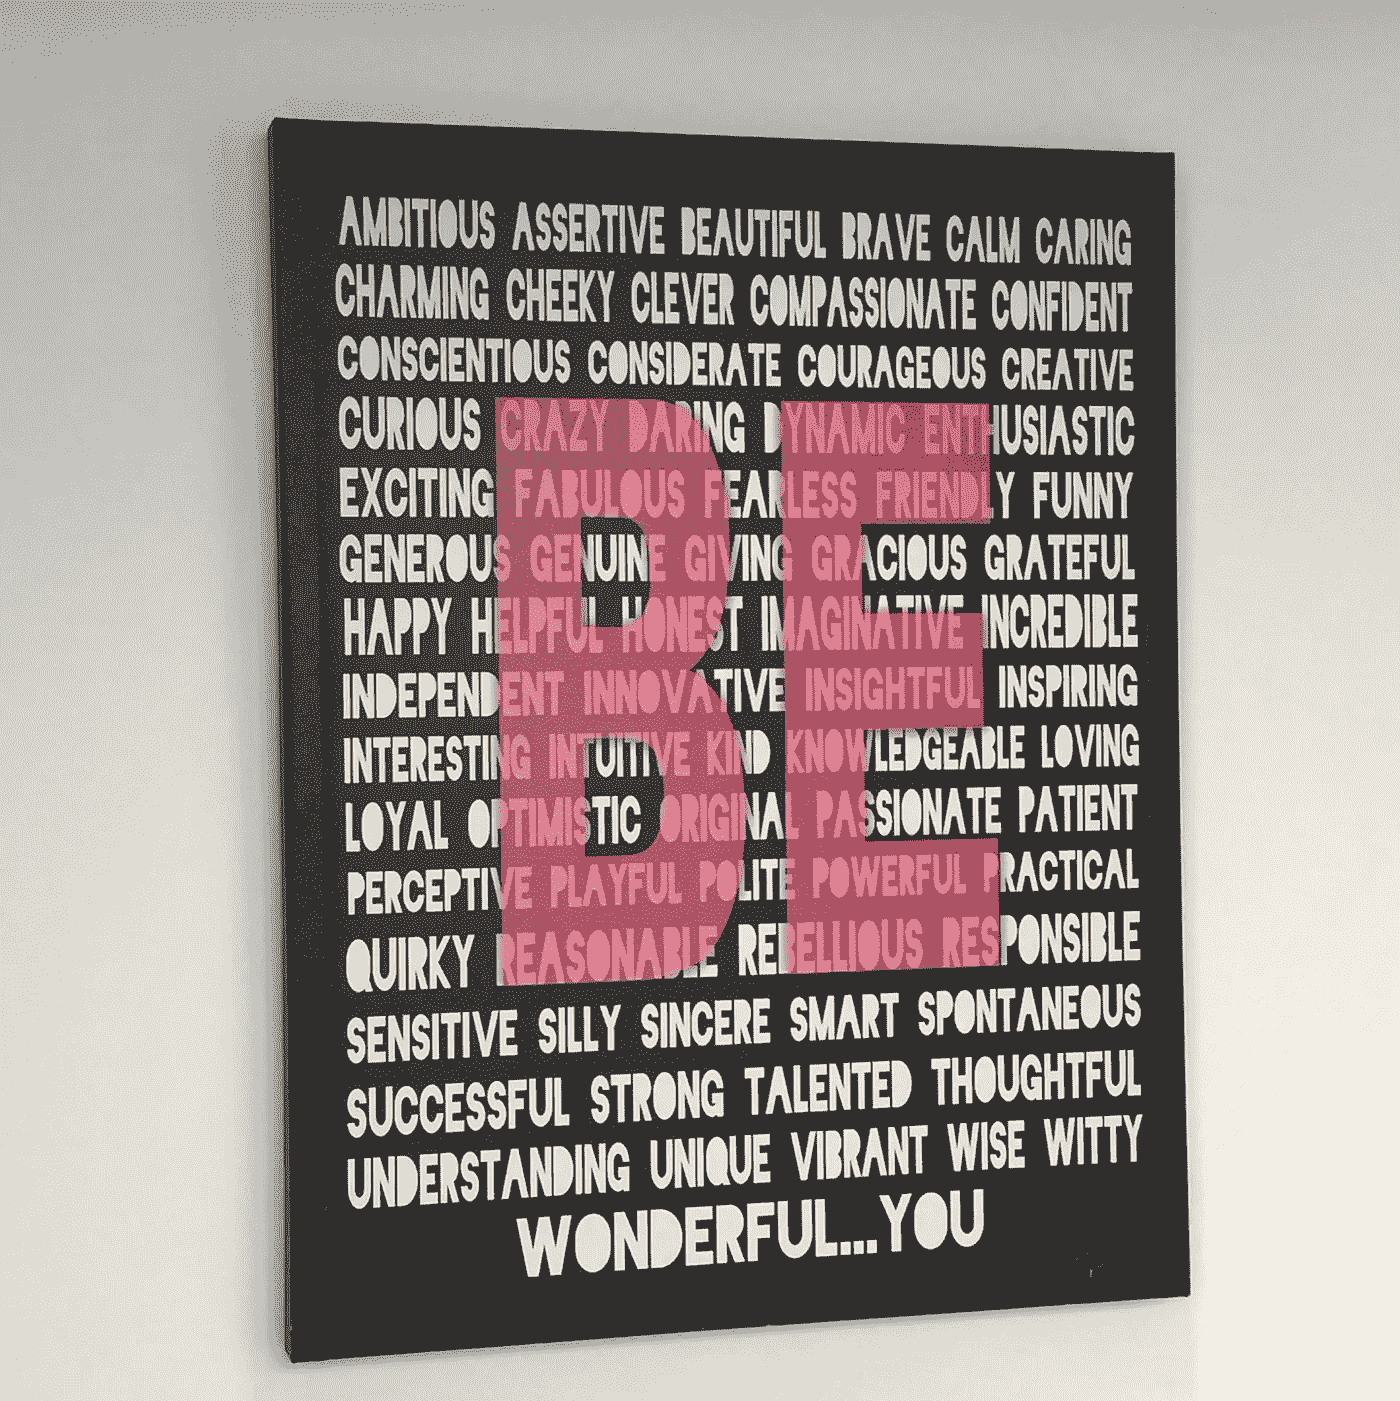 AMBITIOUS ASSERTIVE BEAUTIFUL BRAVE CALM CARING
CHARMING CHEEKY CLEVER COMPASSIONATE CONFIDENT
CONSCIENTIOUS CONSIDERATE COURAGEOUS CREATIVE
CURIOUS CRAZY DARING DYNAMIC ENTHUSIASTIC
EXCITING FABULOUS FEARLESS FRIENDLY FUNNY
GENEROUS GENUINE GIVING GRACIOUS GRATEFUL
HAPPY HELPFUL HONEST IMAGINATIVE INCREDIBLE
INDEPENDENT INNOVATIVE INSIGHTFUL INSPIRING
INTERESTING INTUITIVE KIND KNOWLEDGEABLE LOVING
LOYAL OPTIMISTIC ORIGINAL PASSIONATE PATIENT
PERCEPTIVE PLAYFUL POLITE POWERFUL PRACTICAL
QUIRKY REASONABLE REBELLIOUS RESPONSIBLE
SENSITIVE SILLY SINCERE SMART SPONTANEOUS
SUCCESSFUL STRONG TALENTED THOUGHTFUL
UNDERSTANDING UNIQUE VIBRANT WISE WITTY
WONDERFUL...YOU
BE